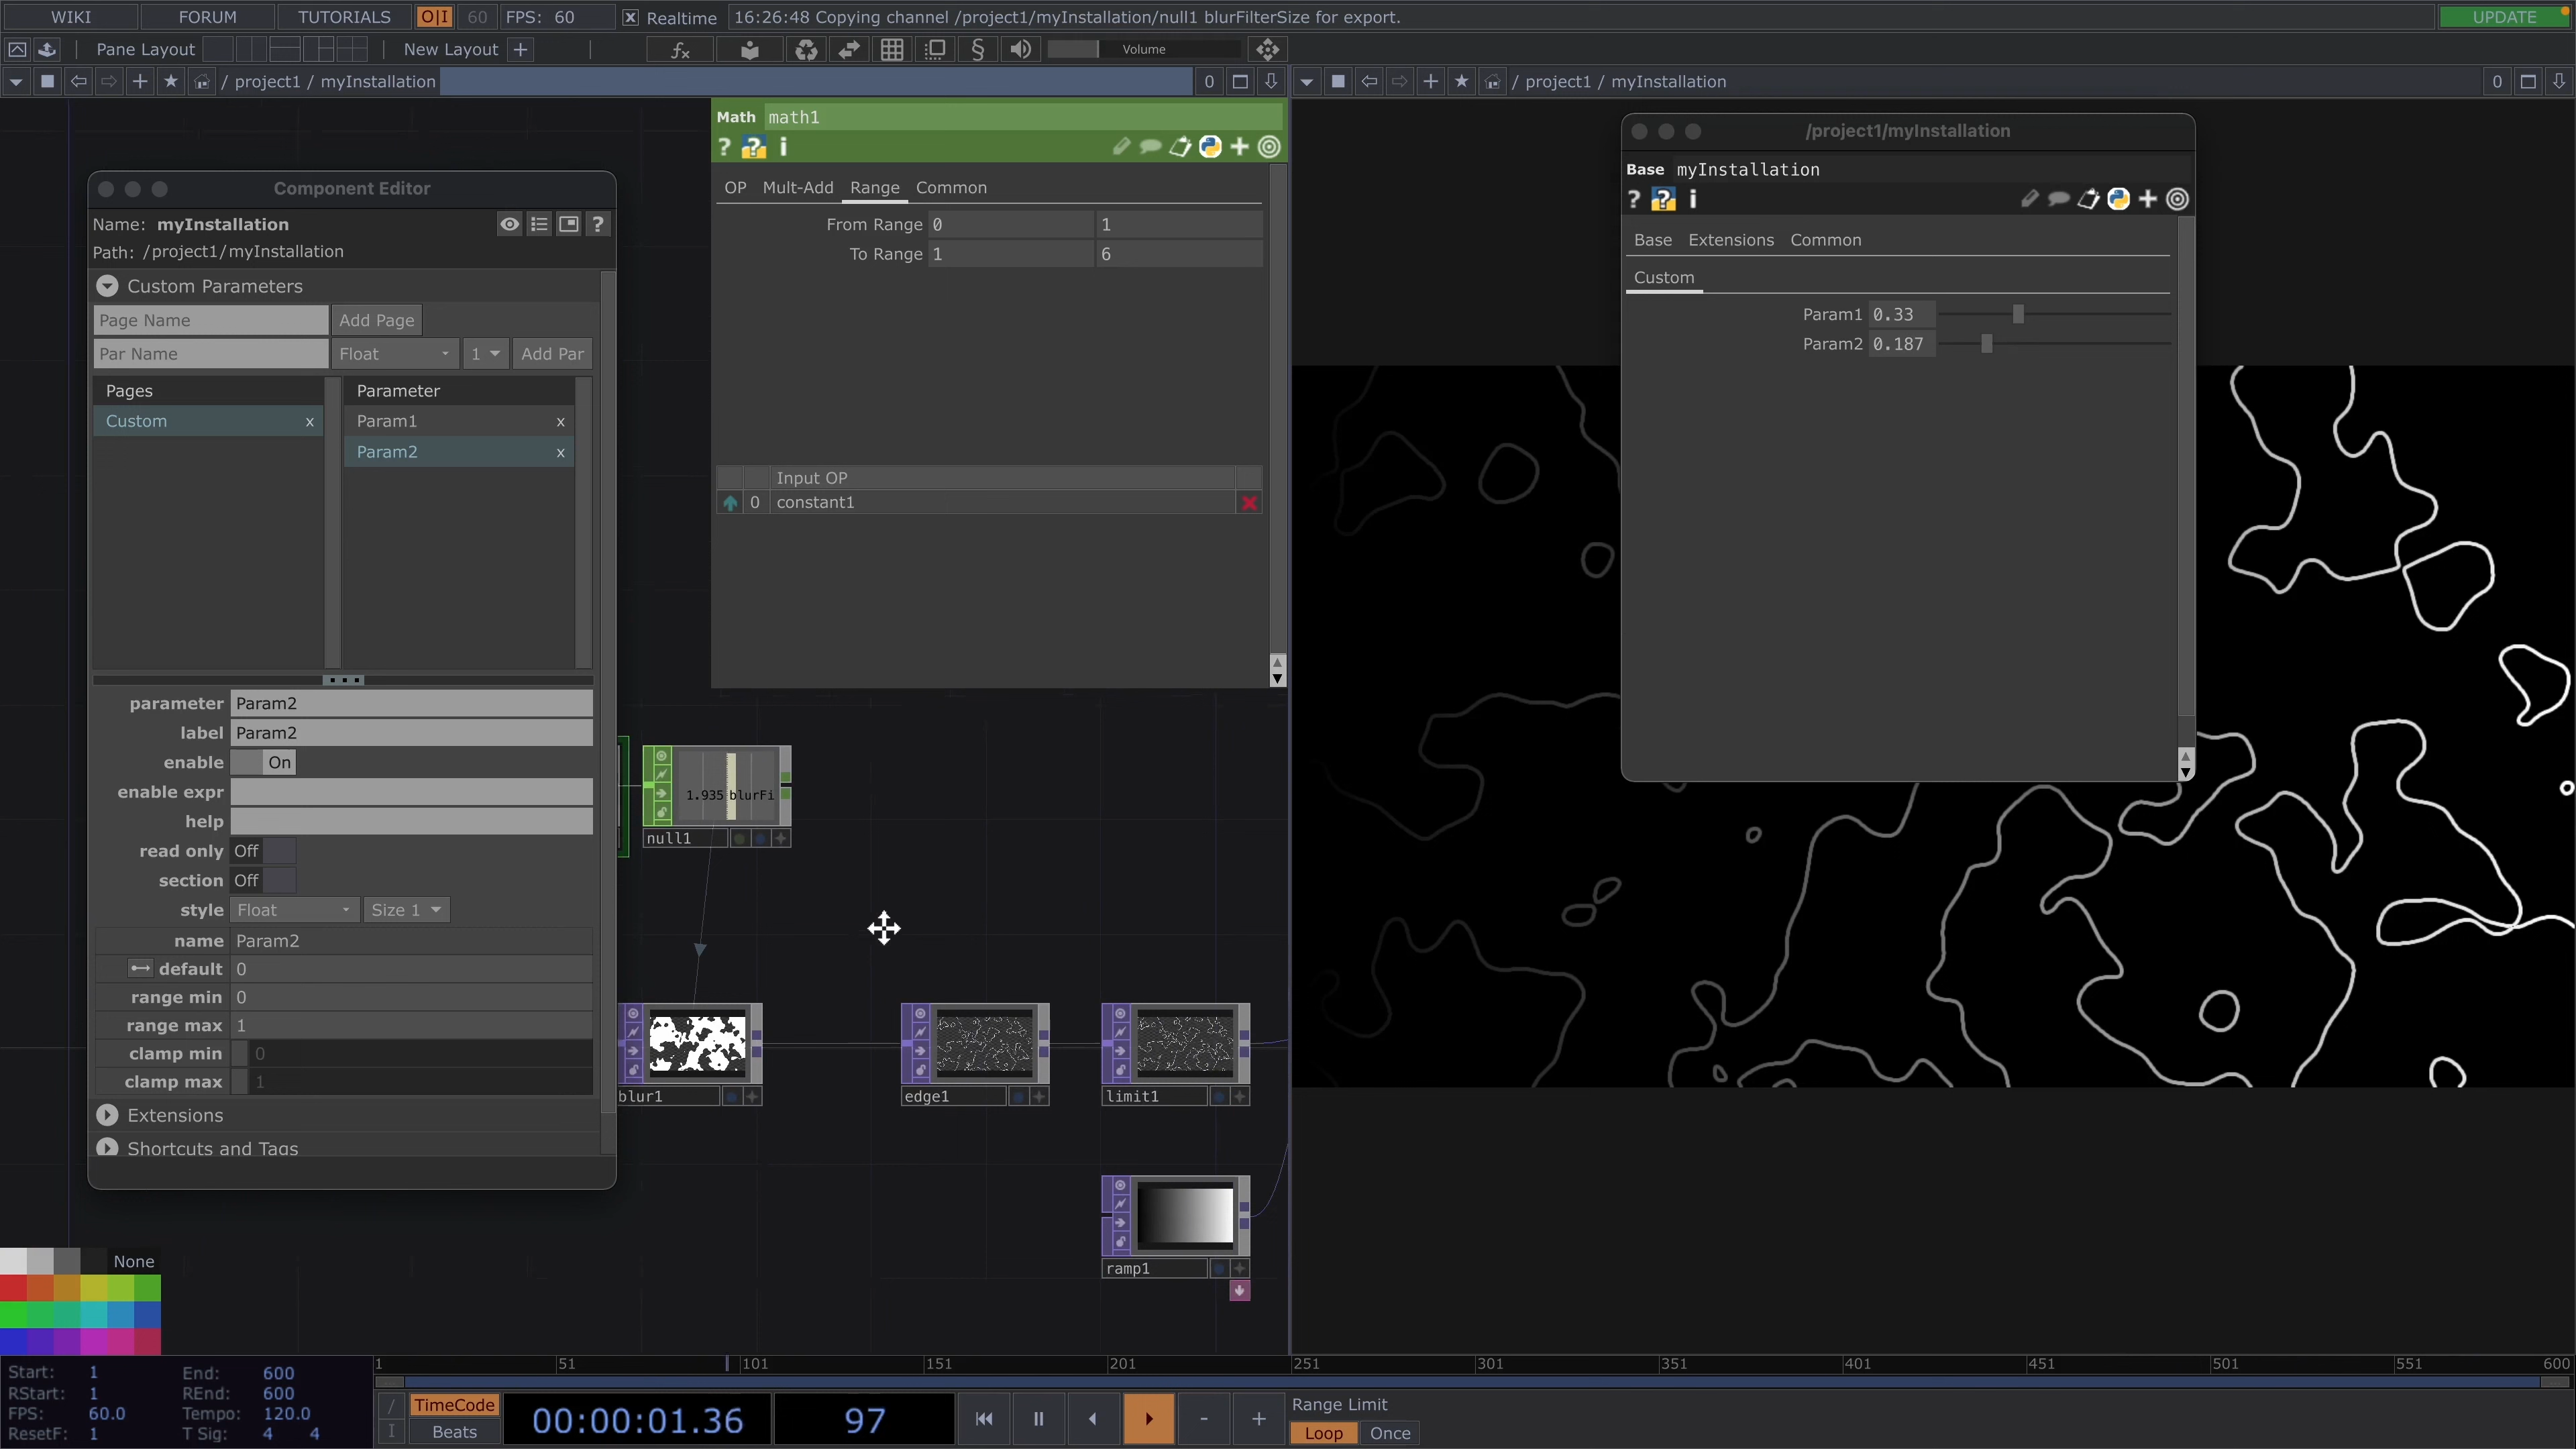 WIKI FORUM TUTORIALS O|I 60 FPS: 60 X Realtime 16:26:48 Copying channel /project1/myInstallation/null1 blurFilterSize for export. UPDATE
Pane Layout New Layout + Volume
/ project1 / myInstallation 0
/ project1 / myInstallation 0
Math math1
? ? i
OP Mult-Add Range Common
From Range 0 1
To Range 1 6
Input OP
0 constant1
Component Editor
Name: myInstallation
Path: /project1/myInstallation
Custom Parameters
Page Name Add Page
Par Name Float 1 Add Par
Pages Parameter
Custom x Param1 x
Param2 x
parameter Param2
label Param2
enable On
enable expr
help
read only Off
section Off
style Float Size 1
name Param2
default 0
range min 0
range max 1
clamp min 0
clamp max 1
Extensions
Shortcuts and Tags
1.935 blurFi
null1
blur1
edge1
limit1
ramp1
/project1/myInstallation
Base myInstallation
? ? i
Base Extensions Common
Custom
Param1 0.33
Param2 0.187
None
1 51 101 151 201 251 301 351 401 451 501 551 600
Start: 1 End: 600
RStart: 1 REnd: 600
FPS: 60.0 Tempo: 120.0
ResetF: 1 T Sig: 4 4
/ TimeCode
I Beats
00:00:01.36 97
- +
Range Limit
Loop Once